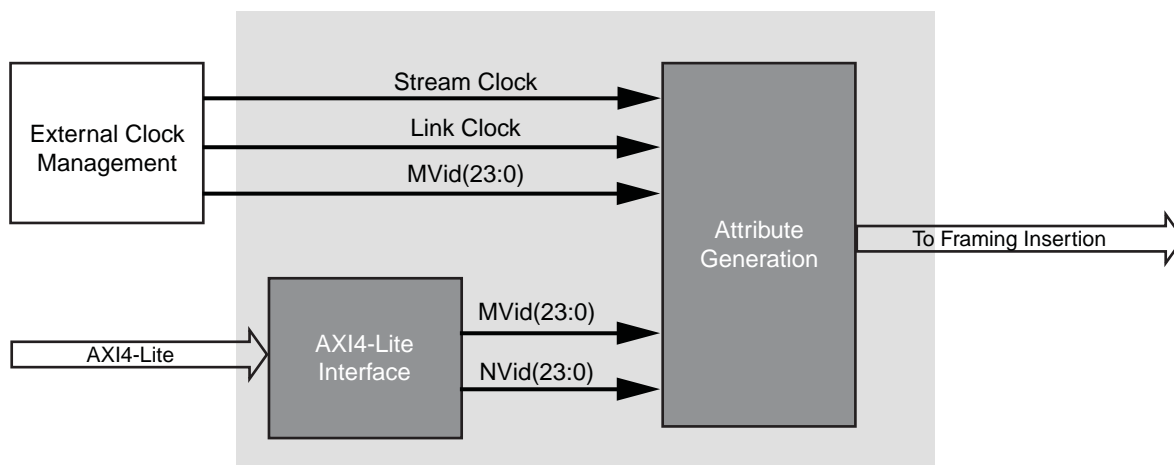 Stream Clock
External Clock
Management
Link Clock
MVid(23:0)
Attribute
Generation
To Framing Insertion
MVid(23:0)
AXI4-Lite
AXI4-Lite
Interface
NVid(23:0)